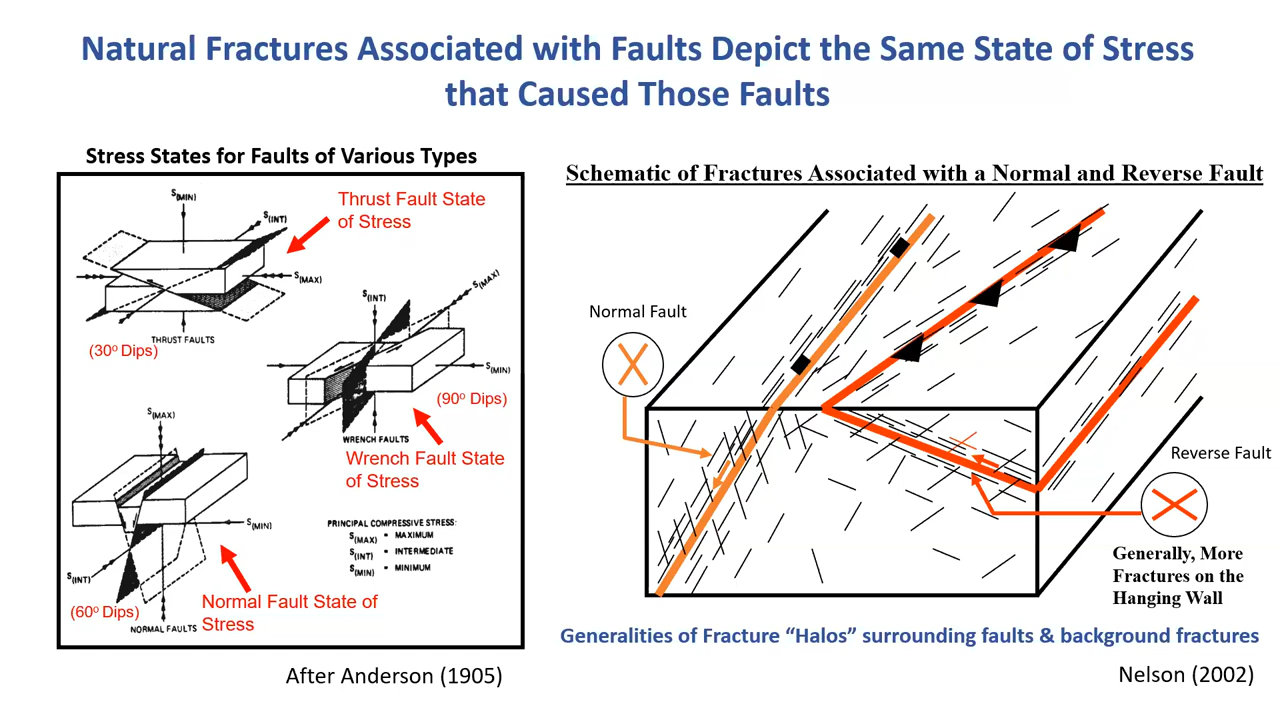 Natural Fractures Associated with Faults Depict the Same State of Stress
that Caused Those Faults
Stress States for Faults of Various Types
S(MIN)
S(INT)
Thrust Fault State
of Stress
S(MAX)
THRUST FAULTS
(30º Dips)
S(INT)
S(MAX)
S(MIN)
(90º Dips)
WRENCH FAULTS
Wrench Fault State
of Stress
S(MAX)
S(MIN)
S(INT)
(60º Dips)
NORMAL FAULTS
Normal Fault State of
Stress
PRINCIPAL COMPRESSIVE STRESS:
S(MAX) = MAXIMUM
S(INT) = INTERMEDIATE
S(MIN) = MINIMUM
After Anderson (1905)
Schematic of Fractures Associated with a Normal and Reverse Fault
Normal Fault
Reverse Fault
Generally, More
Fractures on the
Hanging Wall
Generalities of Fracture “Halos” surrounding faults & background fractures
Nelson (2002)